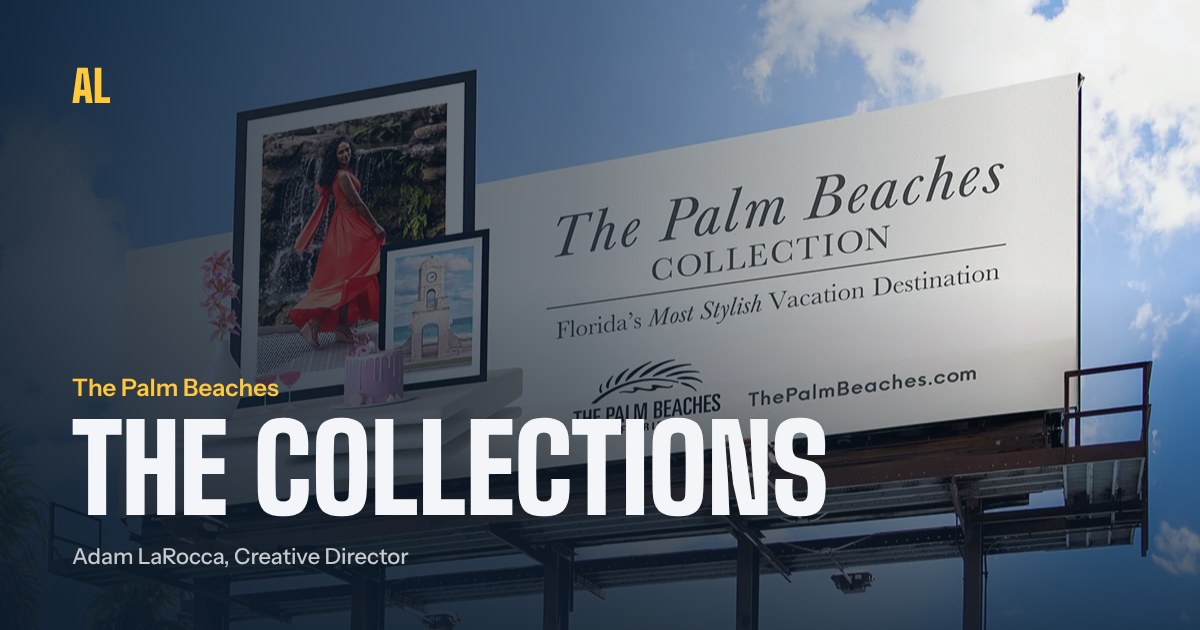 AL
The Palm Beaches
COLLECTION
Florida's Most Stylish Vacation Destination
THE PALM BEACHES
ThePalmBeaches.com
The Palm Beaches
THE COLLECTIONS
Adam LaRocca, Creative Director